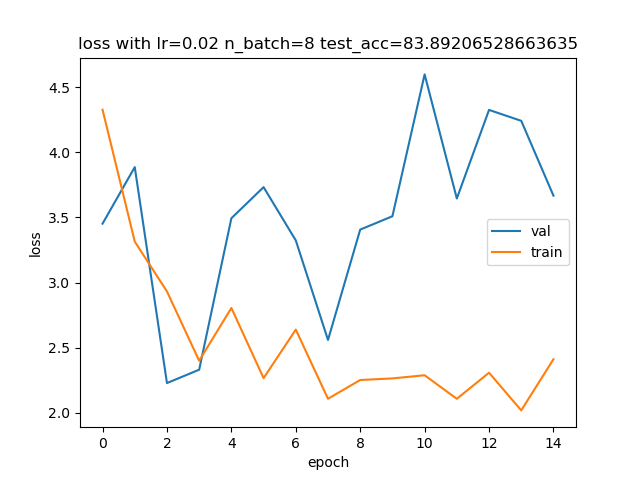 loss with lr=0.02 n_batch=8 test_acc=83.89206528663635
4.5
4.0
3.5
3.0
2.5
2.0
loss
val
train
0 2 4 6 8 10 12 14
epoch